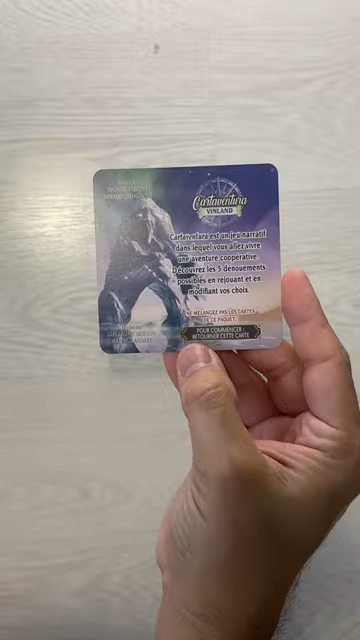 Cartaventura
VINLAND
Cartaventura est un jeu narratif
dans lequel vous allez vivre
une aventure coopérative.
Découvrez les 5 dénouements
possibles en rejouant et en
modifiant vos choix.
NE MÉLANGEZ PAS LES CARTES
DE CE PAQUET.
POUR COMMENCER :
RETOURNER CETTE CARTE